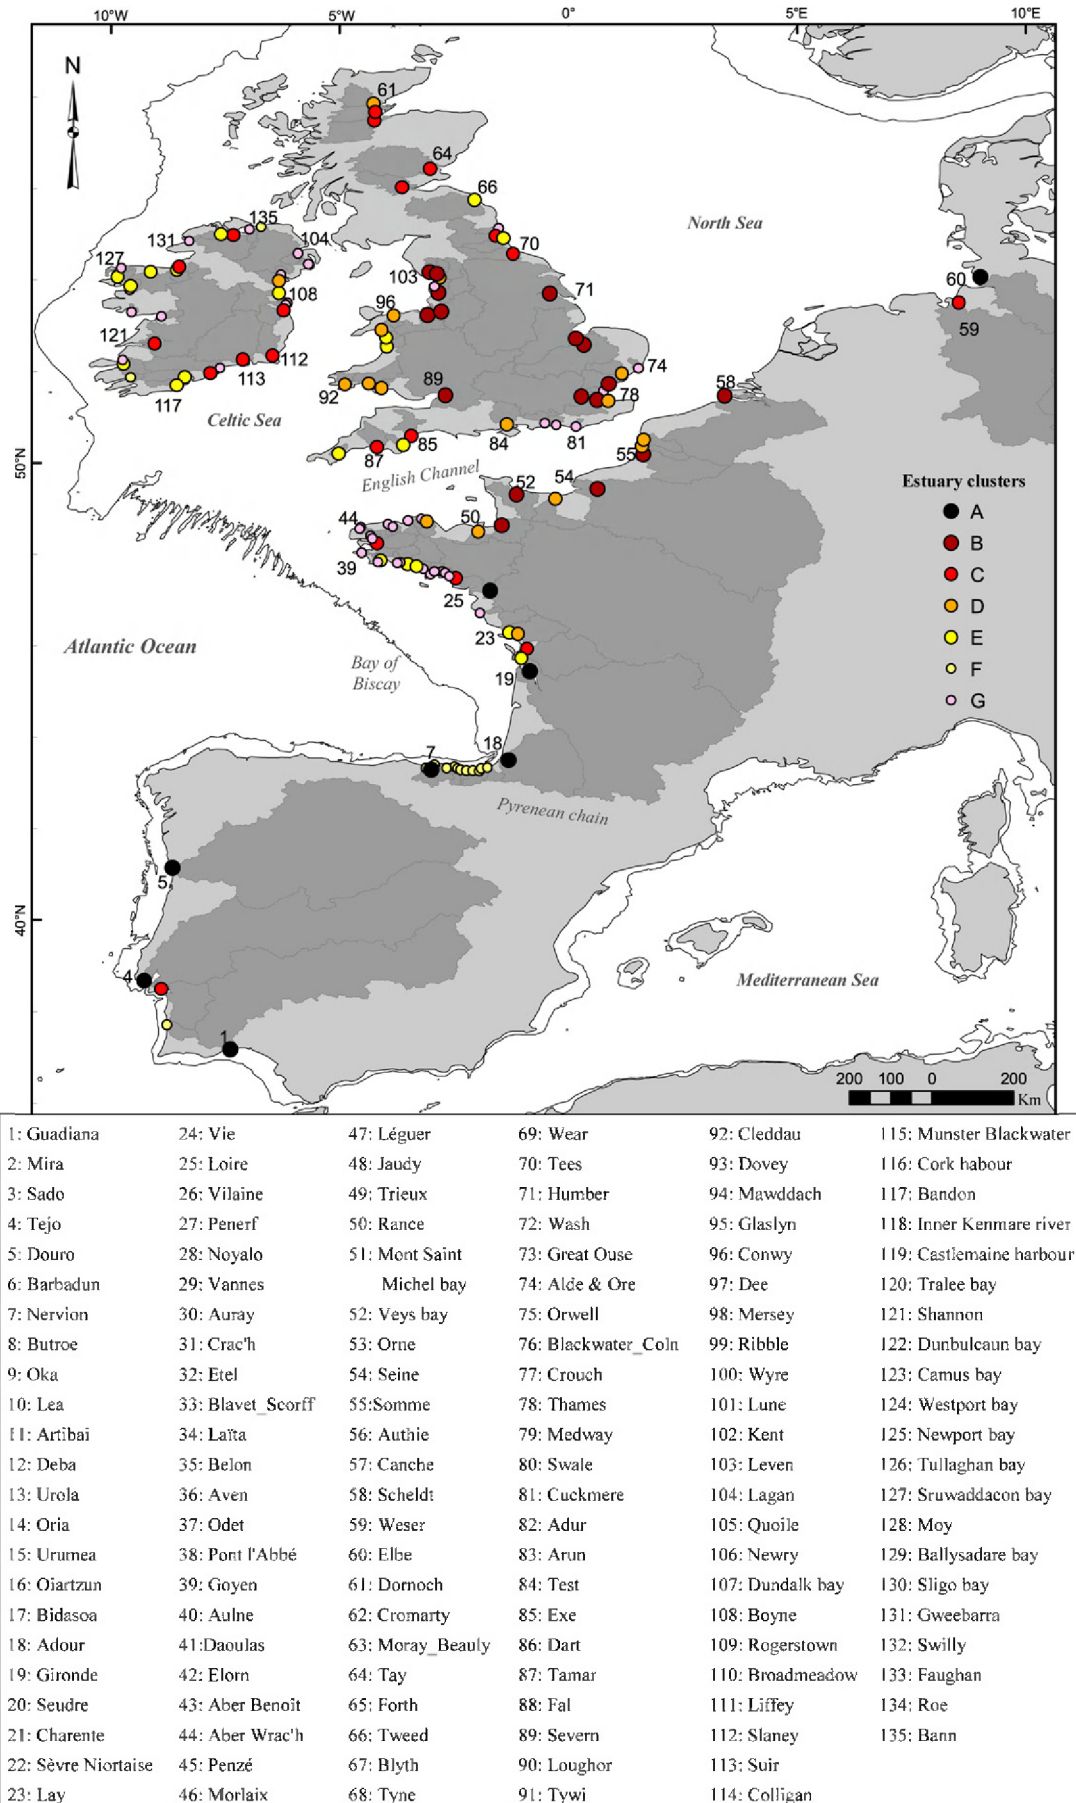 10°W 5°W 0° 5°E 10°E
N
61
64
66
135
131
104
127
103
70
North Sea
60
108
96
71
59
121
112
74
113
92
89
78
58
117
Celtic Sea
85
84
81
87
55
50°N
English Channel
54
52
Estuary clusters
A
44
50
B
39
C
25
D
Atlantic Ocean
23
E
Bay of
Biscay
F
19
G
18
7
Pyrenean chain
5
40°N
4
Mediterranean Sea
1
200 100 0 200
Km
1: Guadiana 24: Vie 47: Léguer 69: Wear 92: Cleddau 115: Munster Blackwater
2: Mira 25: Loire 48: Jaudy 70: Tees 93: Dovey 116: Cork habour
3: Sado 26: Vilaine 49: Trieux 71: Humber 94: Mawddach 117: Bandon
4: Tejo 27: Penerf 50: Rance 72: Wash 95: Glaslyn 118: Inner Kenmare river
5: Douro 28: Noyalo 51: Mont Saint 73: Great Ouse 96: Conwy 119: Castlemaine harbour
6: Barbadun 29: Vannes Michel bay 74: Alde & Ore 97: Dee 120: Tralee bay
7: Nervion 30: Auray 52: Veys bay 75: Orwell 98: Mersey 121: Shannon
8: Butroe 31: Crac'h 53: Orne 76: Blackwater_Coln 99: Ribble 122: Dunbulcaun bay
9: Oka 32: Etel 54: Seine 77: Crouch 100: Wyre 123: Camus bay
10: Lea 33: Blavet_Scorff 55:Somme 78: Thames 101: Lune 124: Westport bay
11: Artibai 34: Laïta 56: Authie 79: Medway 102: Kent 125: Newport bay
12: Deba 35: Belon 57: Canche 80: Swale 103: Leven 126: Tullaghan bay
13: Urola 36: Aven 58: Scheldt 81: Cuckmere 104: Lagan 127: Sruwaddacon bay
14: Oria 37: Odet 59: Weser 82: Adur 105: Quoile 128: Moy
15: Urumea 38: Pont l'Abbé 60: Elbe 83: Arun 106: Newry 129: Ballysadare bay
16: Oiartzun 39: Goyen 61: Dornoch 84: Test 107: Dundalk bay 130: Sligo bay
17: Bidasoa 40: Aulne 62: Cromarty 85: Exe 108: Boyne 131: Gweebarra
18: Adour 41:Daoulas 63: Moray_Beauly 86: Dart 109: Rogerstown 132: Swilly
19: Gironde 42: Elorn 64: Tay 87: Tamar 110: Broadmeadow 133: Faughan
20: Seudre 43: Aber Benoît 65: Forth 88: Fal 111: Liffey 134: Roe
21: Charente 44: Aber Wrac'h 66: Tweed 89: Severn 112: Slaney 135: Bann
22: Sèvre Niortaise 45: Penzé 67: Blyth 90: Loughor 113: Suir
23: Lay 46: Morlaix 68: Tyne 91: Tywi 114: Colligan